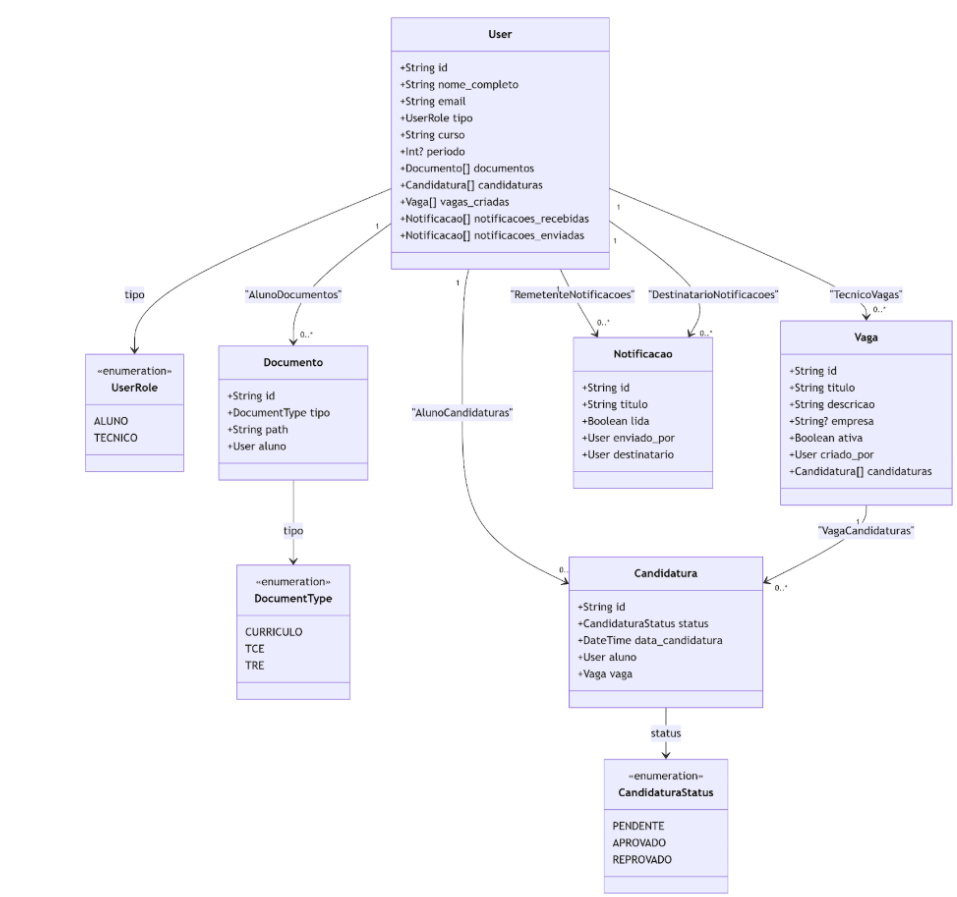 User
+String id
+String nome_completo
+String email
+UserRole tipo
+String curso
+Int? periodo
+Documento[] documentos
+Candidatura[] candidaturas
+Vaga[] vagas_criadas
+Notificacao[] notificacoes_recebidas
+Notificacao[] notificacoes_enviadas
1
1
1
1
1
tipo
"AlunoDocumentos"
"RemetenteNotificacoes"
"DestinatarioNotificacoes"
"TecnicoVagas"
0..*
0..*
0..*
0..*
«enumeration»
UserRole
ALUNO
TECNICO
Documento
+String id
+DocumentType tipo
+String path
+User aluno
"AlunoCandidaturas"
Notificacao
+String id
+String titulo
+Boolean lida
+User enviado_por
+User destinatario
Vaga
+String id
+String titulo
+String descricao
+String? empresa
+Boolean ativa
+User criado_por
+Candidatura[] candidaturas
tipo
1
"VagaCandidaturas"
«enumeration»
DocumentType
CURRICULO
TCE
TRE
0..
0..*
Candidatura
+String id
+CandidaturaStatus status
+DateTime data_candidatura
+User aluno
+Vaga vaga
status
«enumeration»
CandidaturaStatus
PENDENTE
APROVADO
REPROVADO